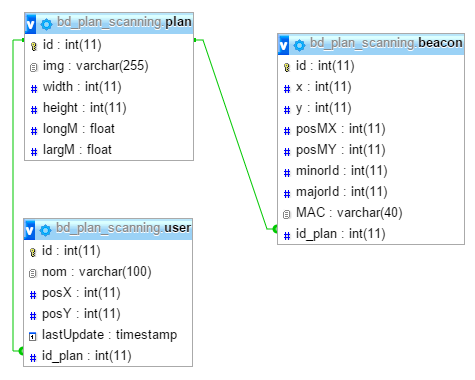 bd_plan_scanning.plan
id : int(11)
img : varchar(255)
width : int(11)
height : int(11)
longM : float
largM : float
bd_plan_scanning.beacon
id : int(11)
x : int(11)
y : int(11)
posMX : int(11)
posMY : int(11)
minorId : int(11)
majorId : int(11)
MAC : varchar(40)
id_plan : int(11)
bd_plan_scanning.user
id : int(11)
nom : varchar(100)
posX : int(11)
posY : int(11)
lastUpdate : timestamp
id_plan : int(11)